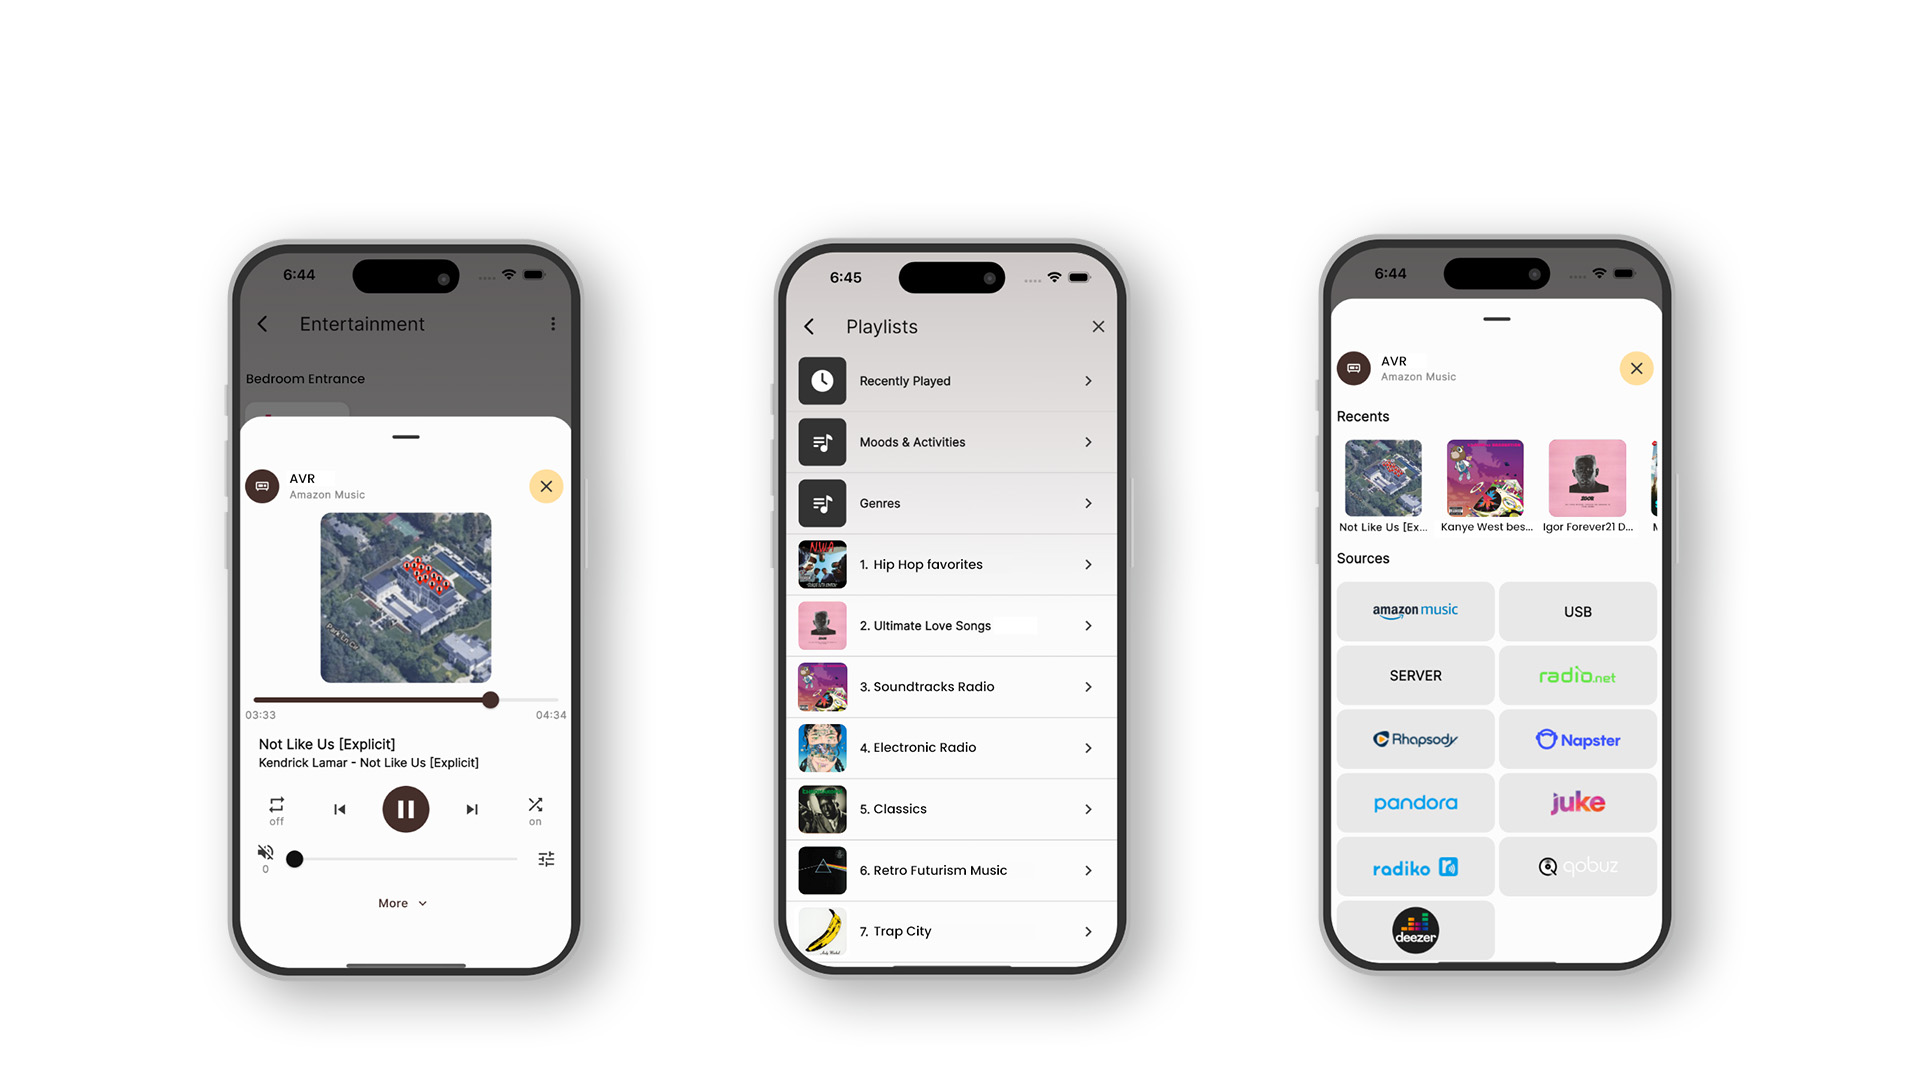 6:44
Entertainment
Bedroom Entrance
AVR
Amazon Music
Park Ln Cir
03:33
04:34
Not Like Us [Explicit]
Kendrick Lamar - Not Like Us [Explicit]
off
on
0
More
6:45
Playlists
Recently Played
Moods & Activities
Genres
N.W.A
1. Hip Hop favorites
2. Ultimate Love Songs
3. Soundtracks Radio
4. Electronic Radio
5. Classics
6. Retro Futurism Music
7. Trap City
6:44
AVR
Amazon Music
Recents
IGOR
Not Like Us [Ex...
Kanye West bes...
Igor Forever21 D...
Sources
amazon music
USB
SERVER
radio.net
Rhapsody
Napster
pandora
juke
radiko
qobuz
deezer